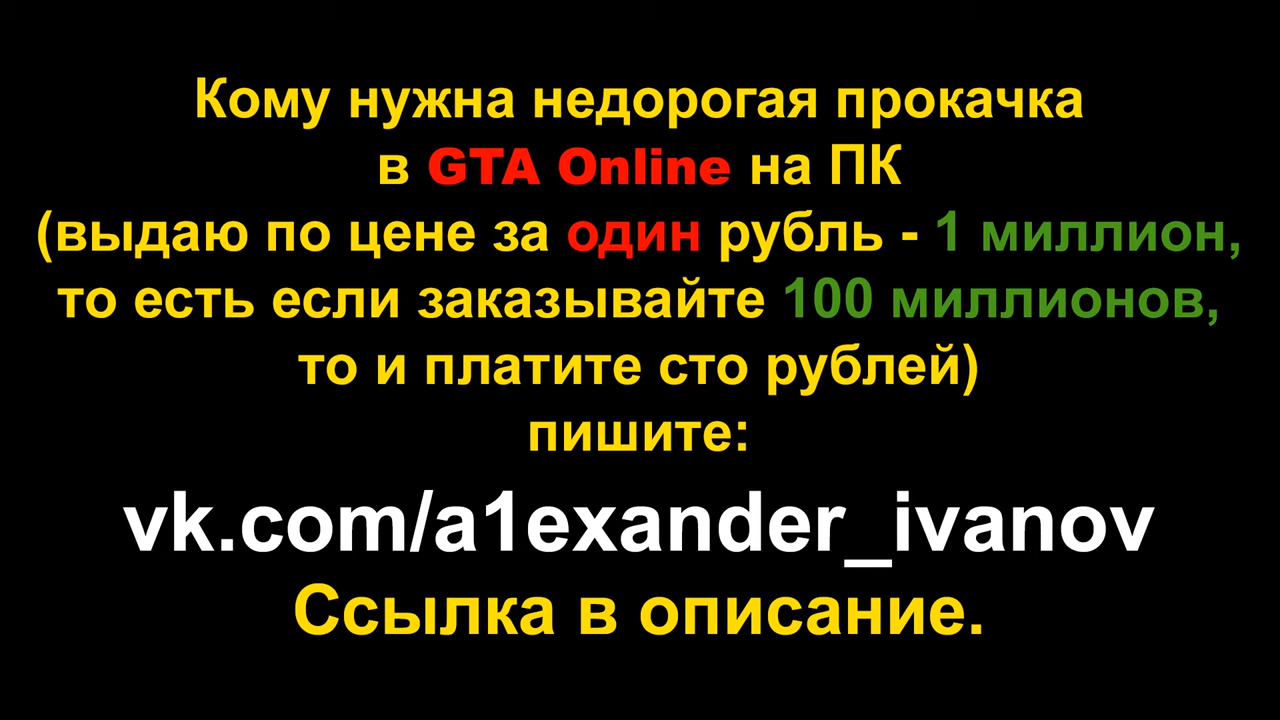 Кому нужна недорогая прокачка
в GTA Online на ПК
(выдаю по цене за один рубль - 1 миллион,
то есть если заказывайте 100 миллионов,
то и платите сто рублей)
пишите:
vk.com/a1exander_ivanov
Ссылка в описание.